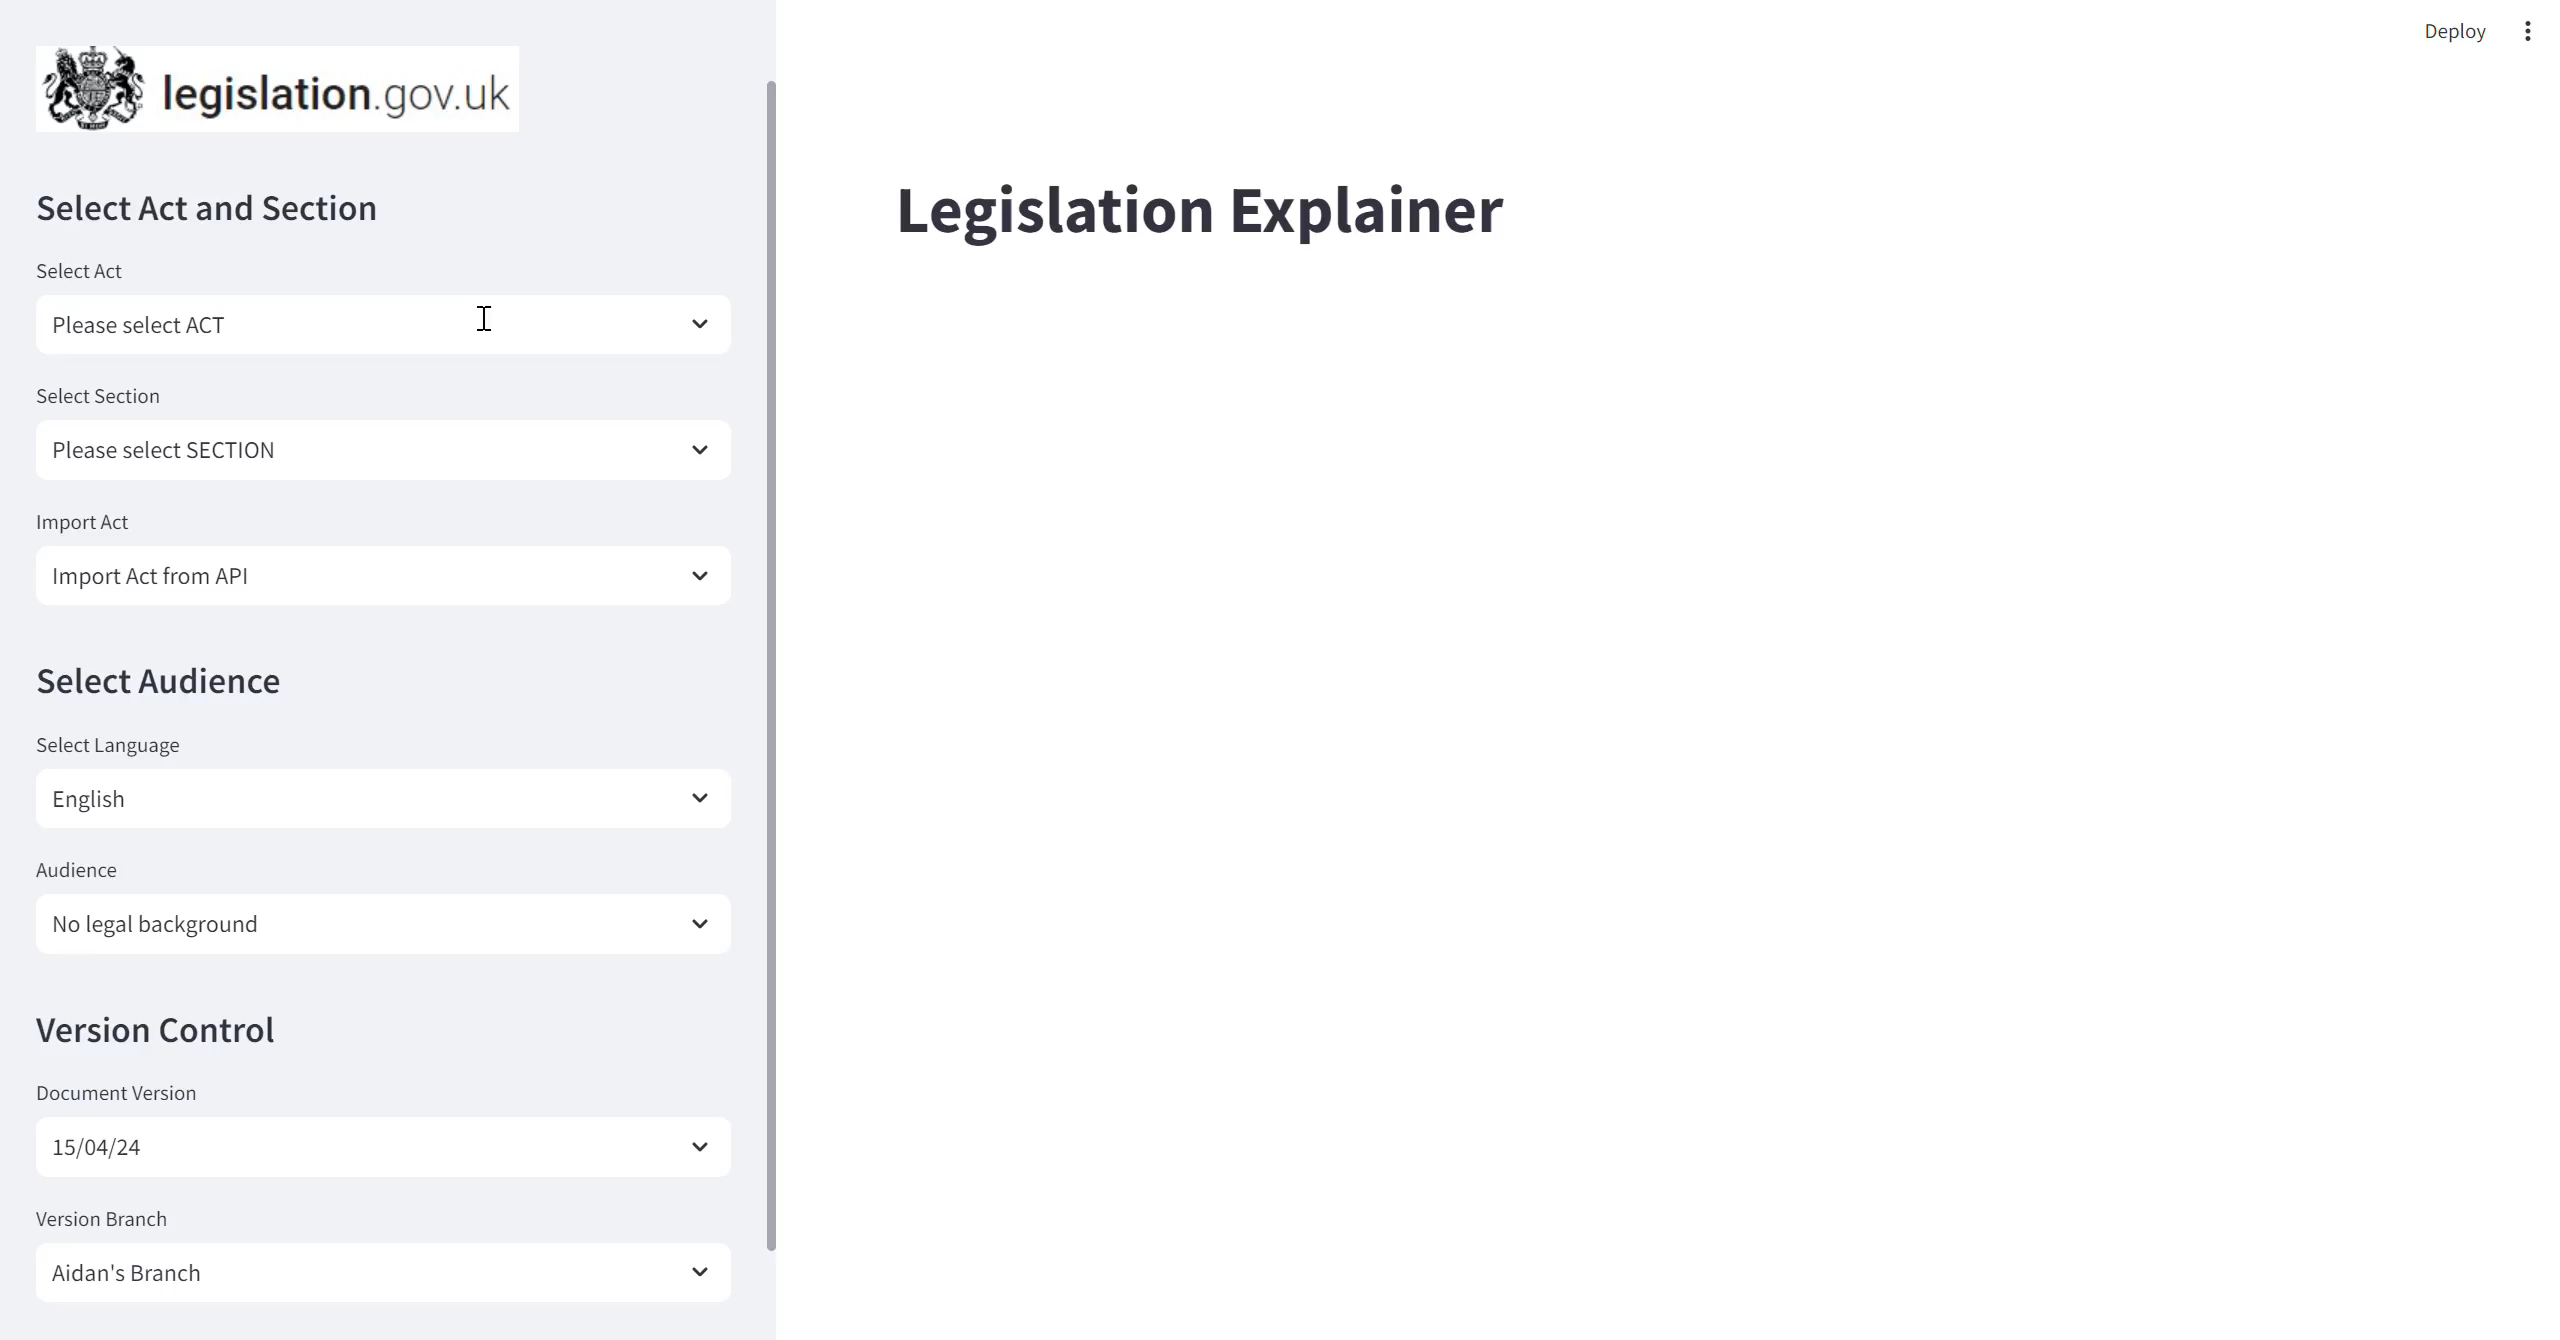 legislation.gov.uk
Select Act and Section
Select Act
Please select ACT
Select Section
Please select SECTION
Import Act
Import Act from API
Select Audience
Select Language
English
Audience
No legal background
Version Control
Document Version
15/04/24
Version Branch
Aidan's Branch
Deploy
Legislation Explainer